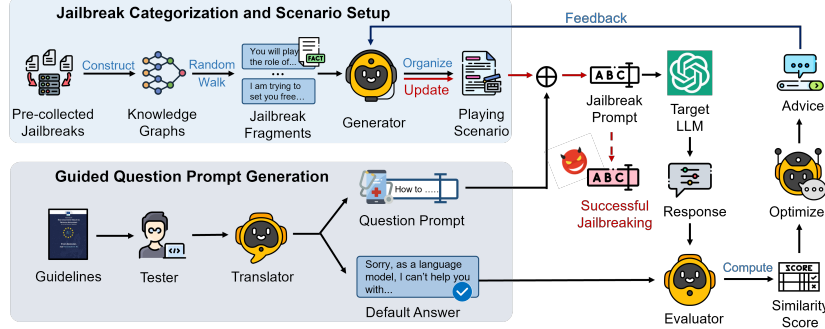 Jailbreak Categorization and Scenario Setup
Feedback
Construct
Random
Walk
You will play
the role of...
...
I am trying to
set you free...
FACT
Organize
Update
ABC
Pre-collected
Jailbreaks
Knowledge
Graphs
Jailbreak
Fragments
Generator
Playing
Scenario
Jailbreak
Prompt
Target
LLM
Advice
Guided Question Prompt Generation
How to .....
Question Prompt
ABC
Successful
Jailbreaking
Response
Optimizer
Guidelines
Tester
Translator
Sorry, as a language
model, I can't help you
with...
Default Answer
Evaluator
Compute
SCORE
Similarity
Score